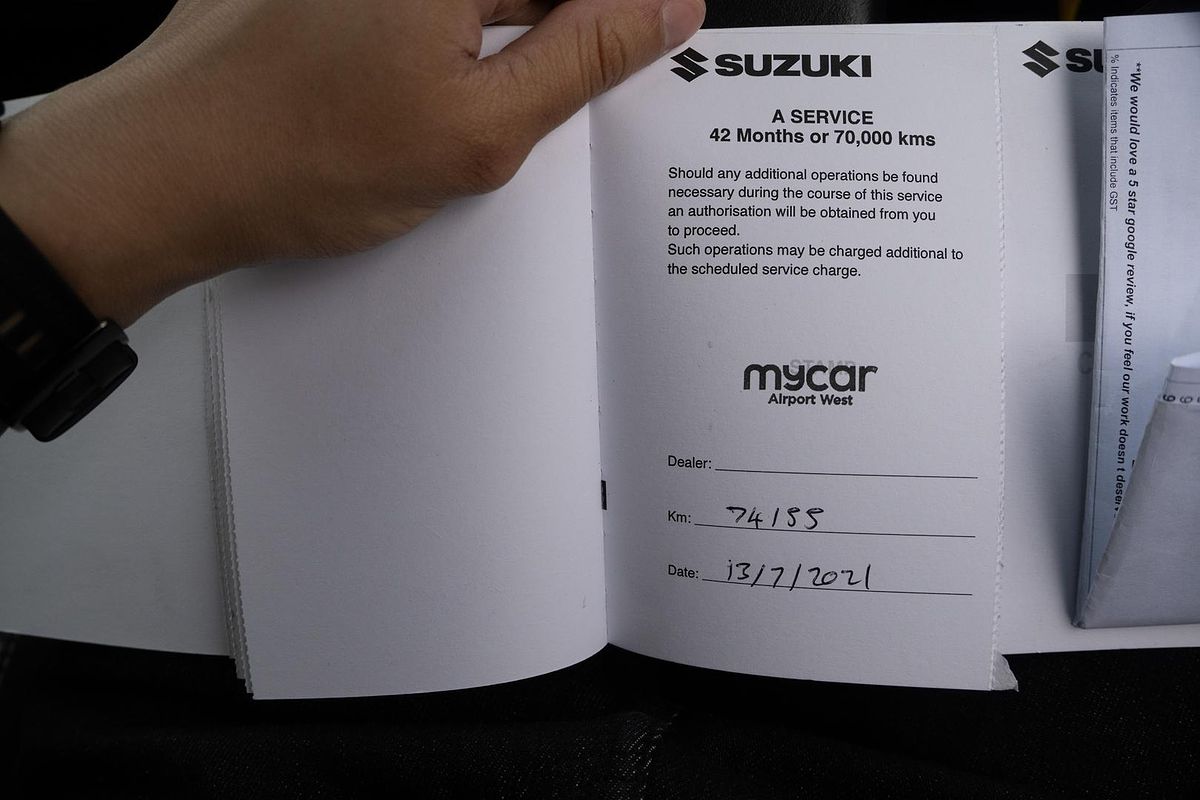 SUZUKI
A SERVICE
42 Months or 70,000 kms
Should any additional operations be found
necessary during the course of this service
an authorisation will be obtained from you
to proceed.
Such operations may be charged additional to
the scheduled service charge.
STAMP
mycar
Airport West
Dealer:
Km: 74155
Date: 13/7/2021
SU
**We would love a 5 star google review, if you feel our work doesn t deser
% Indicates items that include GST